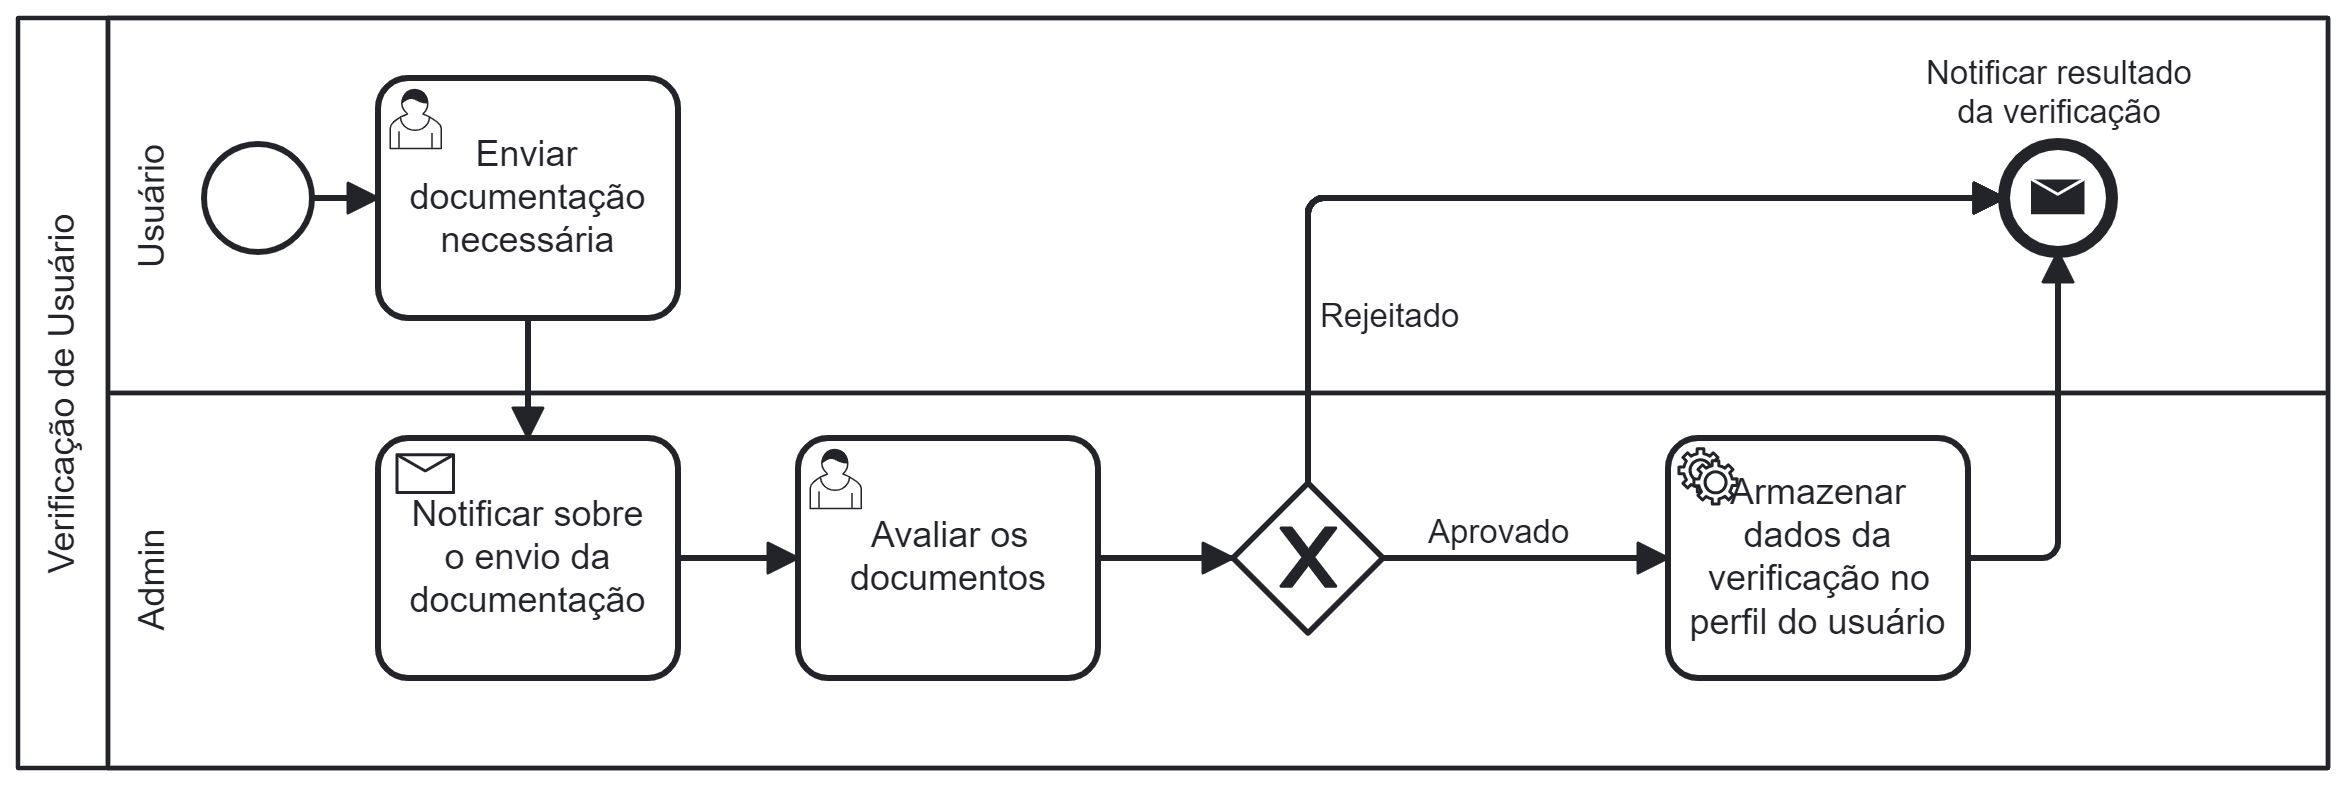 Verificação de Usuário
Usuário
Enviar
documentação
necessária
Notificar resultado
da verificação
Rejeitado
Admin
Notificar sobre
o envio da
documentação
Avaliar os
documentos
Aprovado
Armazenar
dados da
verificação no
perfil do usuário